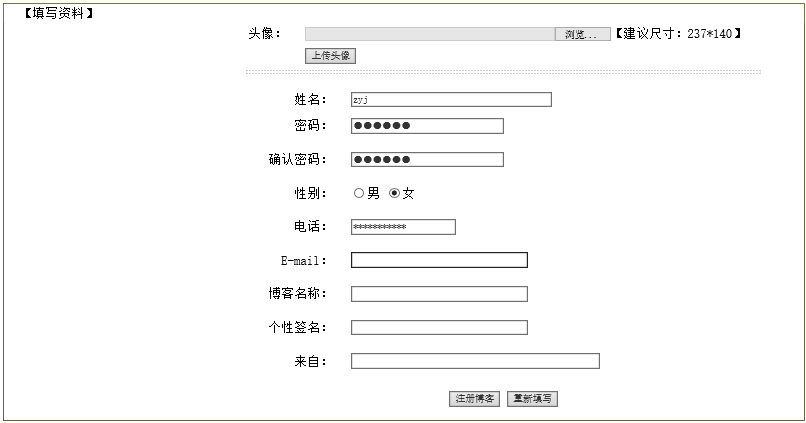 【填写资料】
头像： 浏览... 【建议尺寸：237*140】
上传头像
姓名： zyj
密码： ●●●●●●
确认密码： ●●●●●●
性别： 男 女
电话： ***********
E-mail：
博客名称：
个性签名：
来自：
注册博客 重新填写